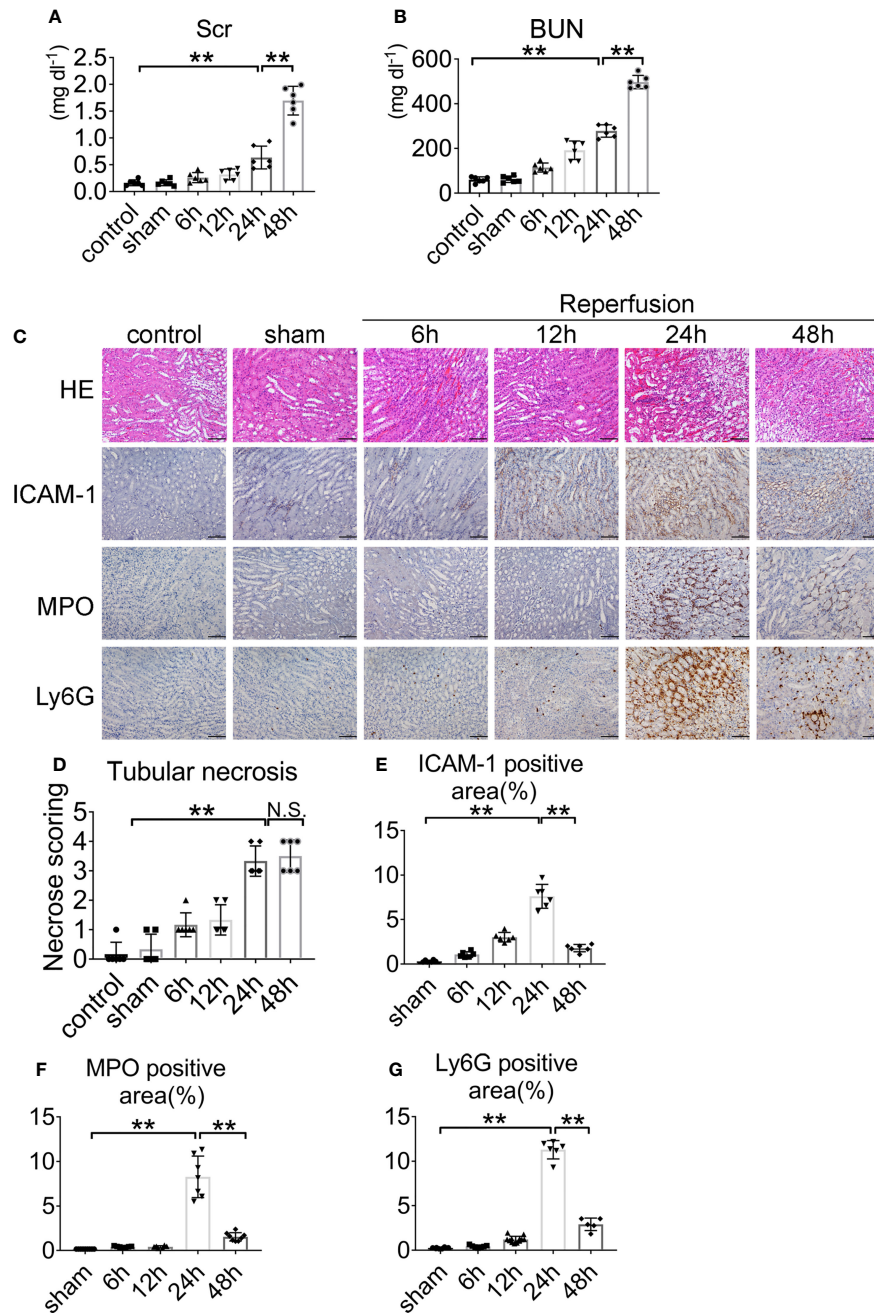 A
Scr
(mg dl⁻¹)
2.5
2.0
1.5
1.0
0.5
0.0
** **
control
sham
6h
12h
24h
48h
B
BUN
(mg dl⁻¹)
600
400
200
0
** **
control
sham
6h
12h
24h
48h
Reperfusion
C
control sham 6h 12h 24h 48h
HE
ICAM-1
MPO
Ly6G
D
Tubular necrosis
Necrose scoring
5
4
3
2
1
0
** N.S.
control
sham
6h
12h
24h
48h
E
ICAM-1 positive
area(%)
15
10
5
0
** **
sham
6h
12h
24h
48h
F
MPO positive
area(%)
15
10
5
0
** **
sham
6h
12h
24h
48h
G
Ly6G positive
area(%)
15
10
5
0
** **
sham
6h
12h
24h
48h